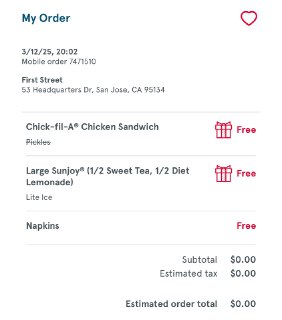 My Order
3/12/25, 20:02
Mobile order 7471510
First Street
53 Headquarters Dr, San Jose, CA 95134
Chick-fil-A® Chicken Sandwich
Free
Pickles
Large Sunjoy® (1/2 Sweet Tea, 1/2 Diet
Lemonade)
Free
Lite Ice
Napkins
Free
Subtotal $0.00
Estimated tax $0.00
Estimated order total $0.00